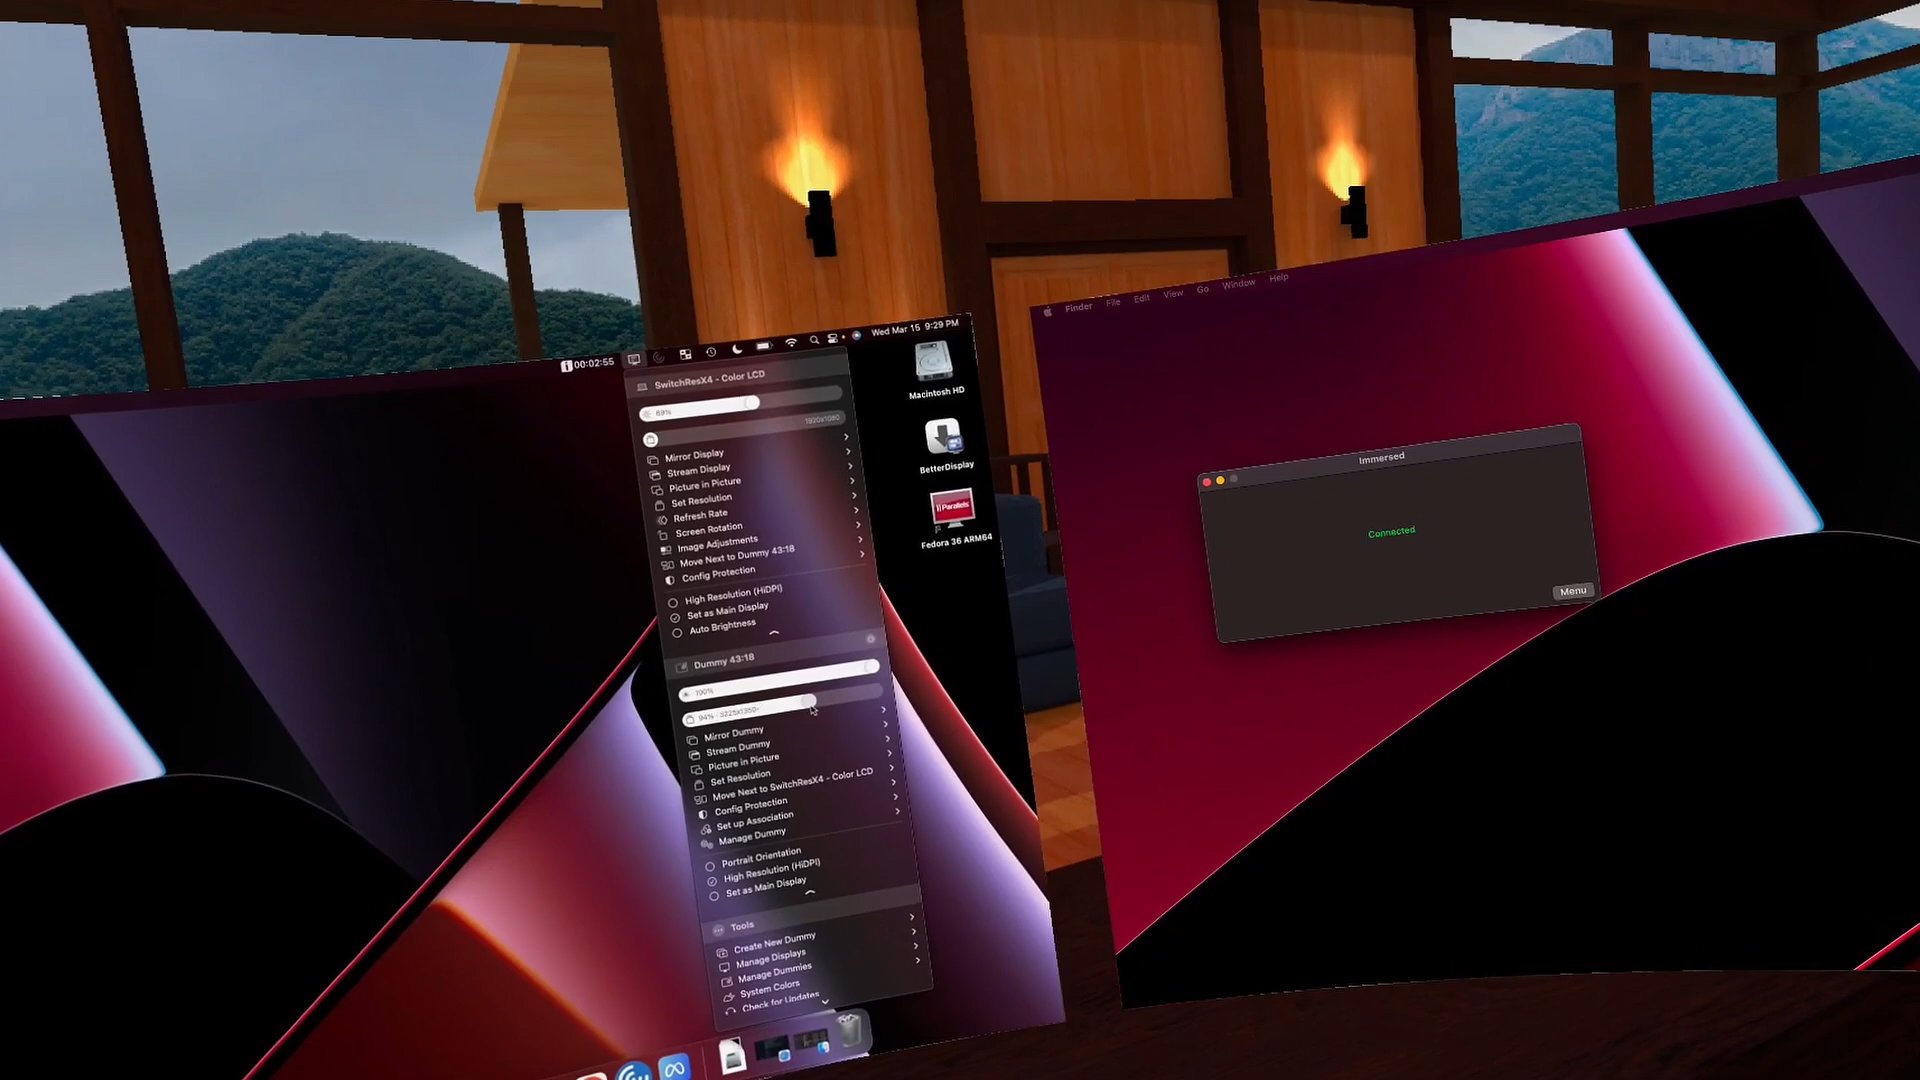 00:02:55
Wed Mar 15 9:29 PM
SwitchResX4 - Color LCD
69%
1920x1080
Mirror Display
Stream Display
Picture in Picture
Set Resolution
Refresh Rate
Screen Rotation
Image Adjustments
Move Next to Dummy 43:18
Config Protection
High Resolution (HiDPI)
Set as Main Display
Auto Brightness
Dummy 43:18
100%
94% - 3225x1350-
Mirror Dummy
Stream Dummy
Picture in Picture
Set Resolution
Move Next to SwitchResX4 - Color LCD
Config Protection
Set up Association
Manage Dummy
Portrait Orientation
High Resolution (HiDPI)
Set as Main Display
Tools
Create New Dummy
Manage Displays
Manage Dummies
System Colors
Check for Updates
Macintosh HD
BetterDisplay
Parallels
Fedora 36 ARM64
Finder File Edit View Go Window Help
Immersed
Connected
Menu